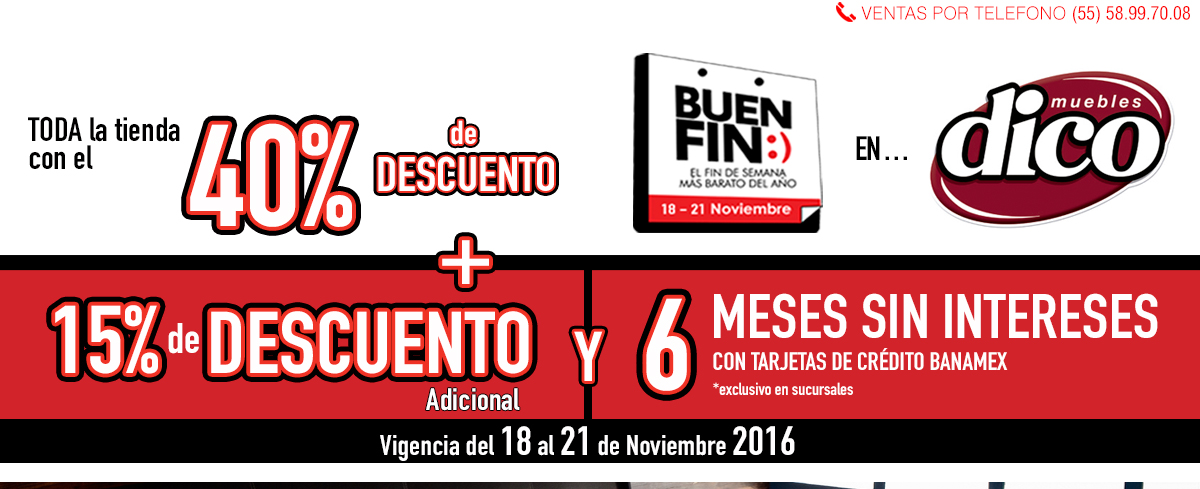 VENTAS POR TELEFONO (55) 58.99.70.08
TODA la tienda
con el
40%
de
DESCUENTO
BUEN
FIN:)
EL FIN DE SEMANA
MÁS BARATO DEL AÑO
18 – 21 Noviembre
EN...
muebles
dico
+
15% de DESCUENTO
Adicional
Y
6
MESES SIN INTERESES
CON TARJETAS DE CRÉDITO BANAMEX
*exclusivo en sucursales
Vigencia del 18 al 21 de Noviembre 2016